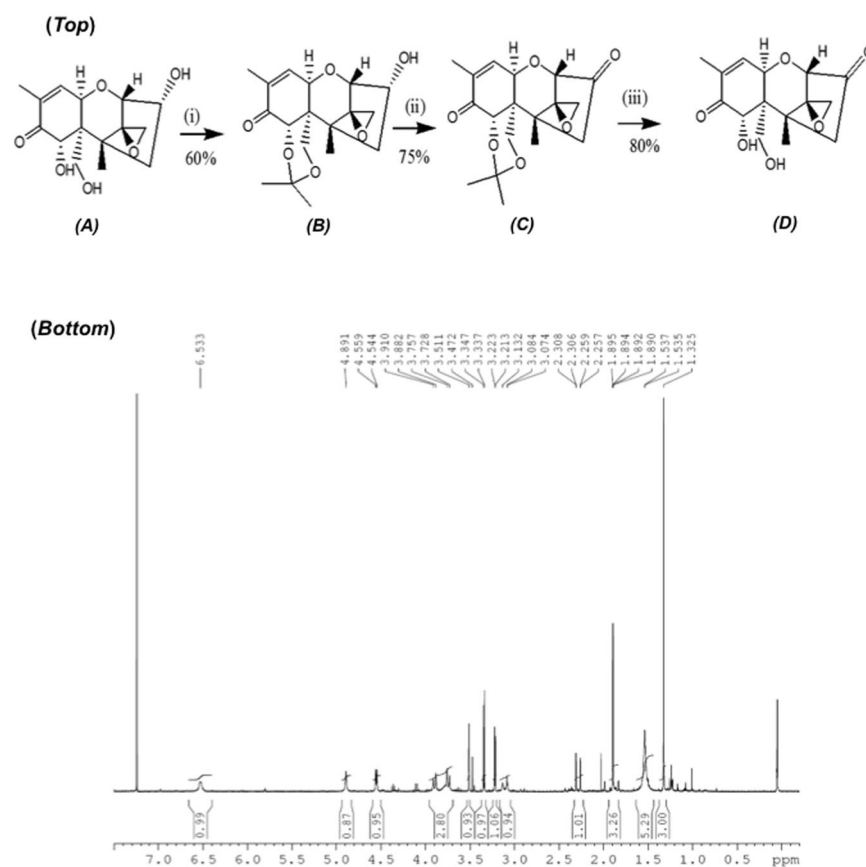 (Top)
H
O
H
OH
O
O
OH
OH
(i)
60%
(A)
H
O
H
OH
O
O
O
O
(ii)
75%
(B)
H
O
H
O
O
O
O
O
(iii)
80%
(C)
H
O
H
O
O
O
OH
HO
(D)
(Bottom)
6.533
4.891
4.559
4.544
3.910
3.882
3.757
3.728
3.511
3.472
3.347
3.337
3.223
3.213
3.132
3.084
3.074
2.308
2.306
2.259
2.257
1.895
1.894
1.892
1.890
1.537
1.535
1.325
0.99
0.87
0.95
2.80
0.93
0.97
1.06
0.94
1.01
3.26
5.29
3.00
7.0 6.5 6.0 5.5 5.0 4.5 4.0 3.5 3.0 2.5 2.0 1.5 1.0 0.5 ppm